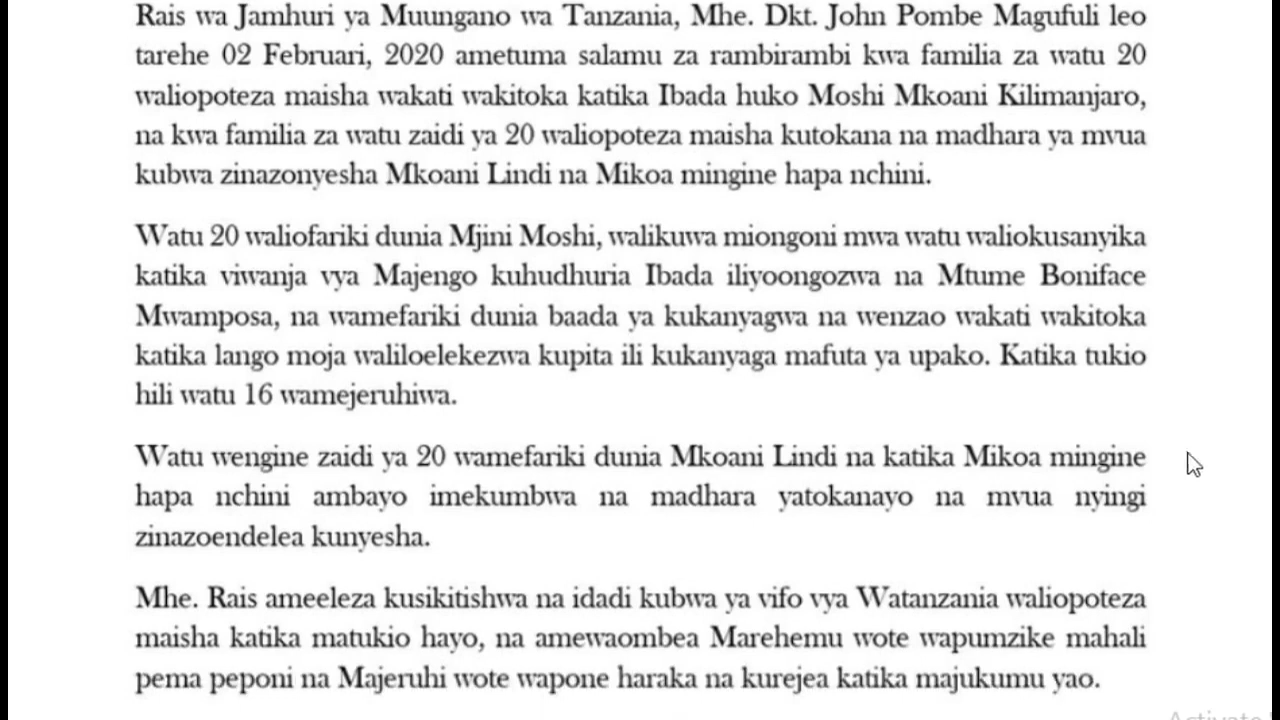 Rais wa Jamhuri ya Muungano wa Tanzania, Mhe. Dkt. John Pombe Magufuli leo
tarehe 02 Februari, 2020 ametuma salamu za rambirambi kwa familia za watu 20
waliopoteza maisha wakati wakitoka katika Ibada huko Moshi Mkoani Kilimanjaro,
na kwa familia za watu zaidi ya 20 waliopoteza maisha kutokana na madhara ya mvua
kubwa zinazonyesha Mkoani Lindi na Mikoa mingine hapa nchini.
Watu 20 waliofariki dunia Mjini Moshi, walikuwa miongoni mwa watu waliokusanyika
katika viwanja vya Majengo kuhudhuria Ibada iliyoongozwa na Mtume Boniface
Mwamposa, na wamefariki dunia baada ya kukanyagwa na wenzao wakati wakitoka
katika lango moja waliloelekezwa kupita ili kukanyaga mafuta ya upako. Katika tukio
hili watu 16 wamejeruhiwa.
Watu wengine zaidi ya 20 wamefariki dunia Mkoani Lindi na katika Mikoa mingine
hapa nchini ambayo imekumbwa na madhara yatokanayo na mvua nyingi
zinazoendelea kunyesha.
Mhe. Rais ameeleza kusikitishwa na idadi kubwa ya vifo vya Watanzania waliopoteza
maisha katika matukio hayo, na amewaombea Marehemu wote wapumzike mahali
pema peponi na Majeruhi wote wapone haraka na kurejea katika majukumu yao.